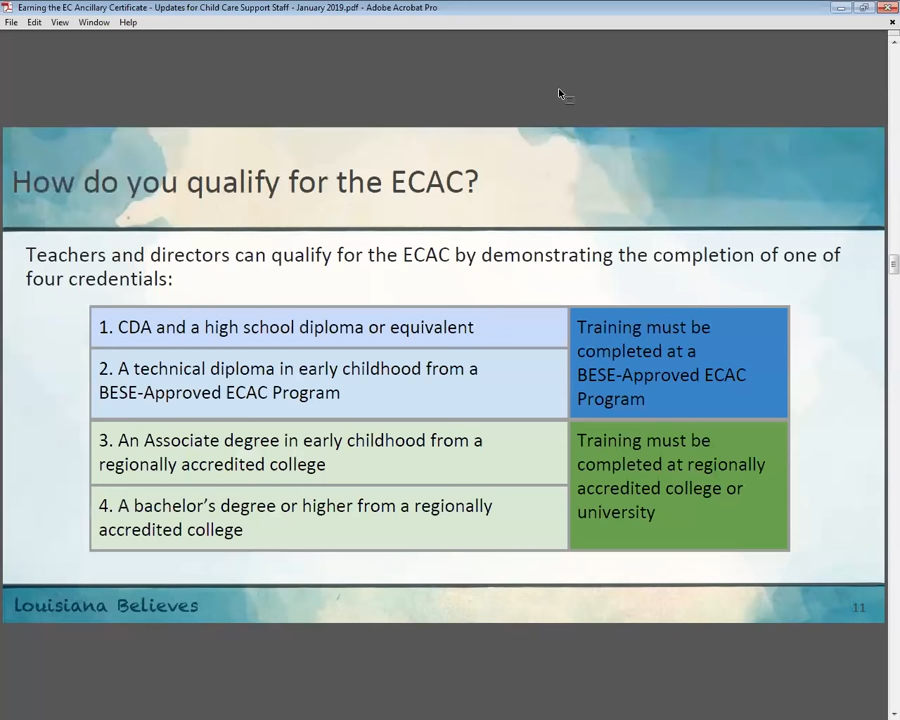 Earning the EC Ancillary Certificate - Updates for Child Care Support Staff - January 2019.pdf - Adobe Acrobat Pro
File Edit View Window Help
How do you qualify for the ECAC?
Teachers and directors can qualify for the ECAC by demonstrating the completion of one of
four credentials:
1. CDA and a high school diploma or equivalent
2. A technical diploma in early childhood from a
BESE-Approved ECAC Program
Training must be
completed at a
BESE-Approved ECAC
Program
3. An Associate degree in early childhood from a
regionally accredited college
4. A bachelor’s degree or higher from a regionally
accredited college
Training must be
completed at regionally
accredited college or
university
Louisiana Believes
11